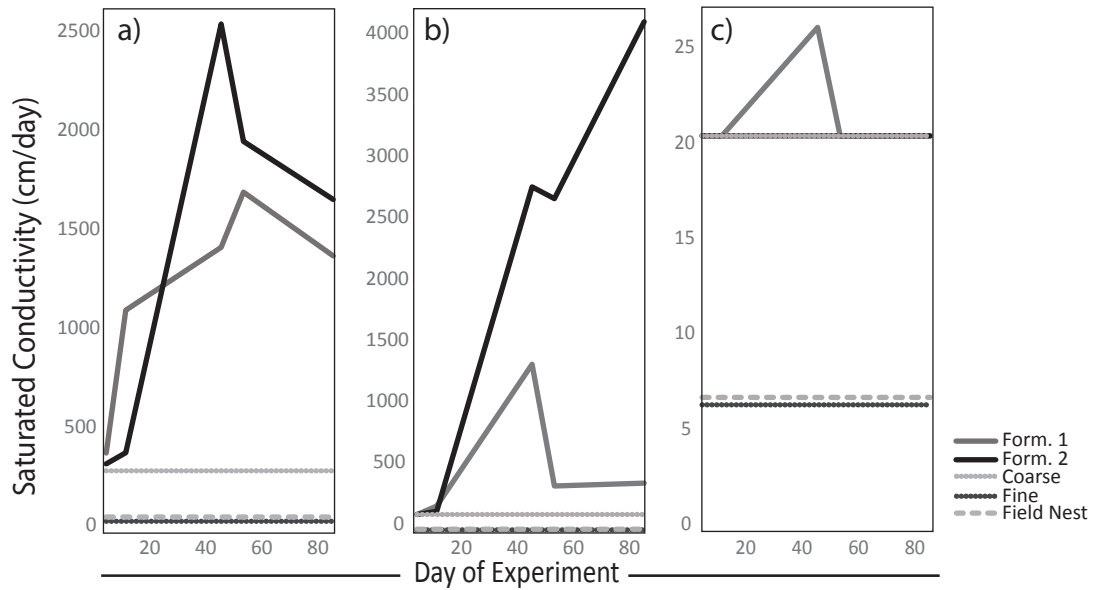 a)
b)
c)
Saturated Conductivity (cm/day)
2500
2000
1500
1000
500
0
20 40 60 80
4000
3500
4000
2500
2000
1500
1000
500
0
20 40 60 80
25
20
15
10
5
0
20 40 60 80
Day of Experiment
Form. 1
Form. 2
Coarse
Fine
Field Nest